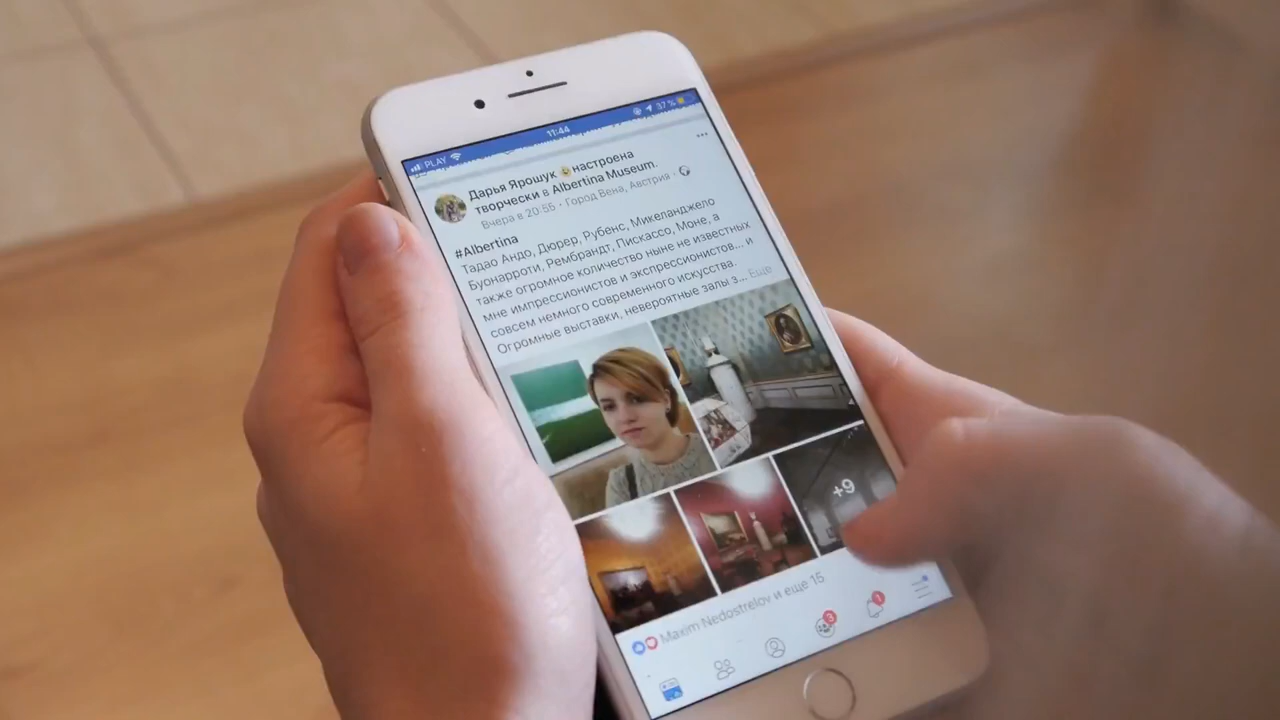 PLAY 11:44 37 %
Дарья Ярошук настроена
творчески в Albertina Museum.
Вчера в 20:55 · Город Вена, Австрия ·
#Albertina
Тадао Андо, Дюрер, Рубенс, Микеланджело
Буонарроти, Рембрандт, Пискассо, Моне, а
также огромное количество ныне не известных
мне импрессионистов и экспрессионистов... и
совсем немного современного искусства.
Огромные выставки, невероятные залы з... Еще
+9
Maxim Nedostrelov и еще 15
3
1